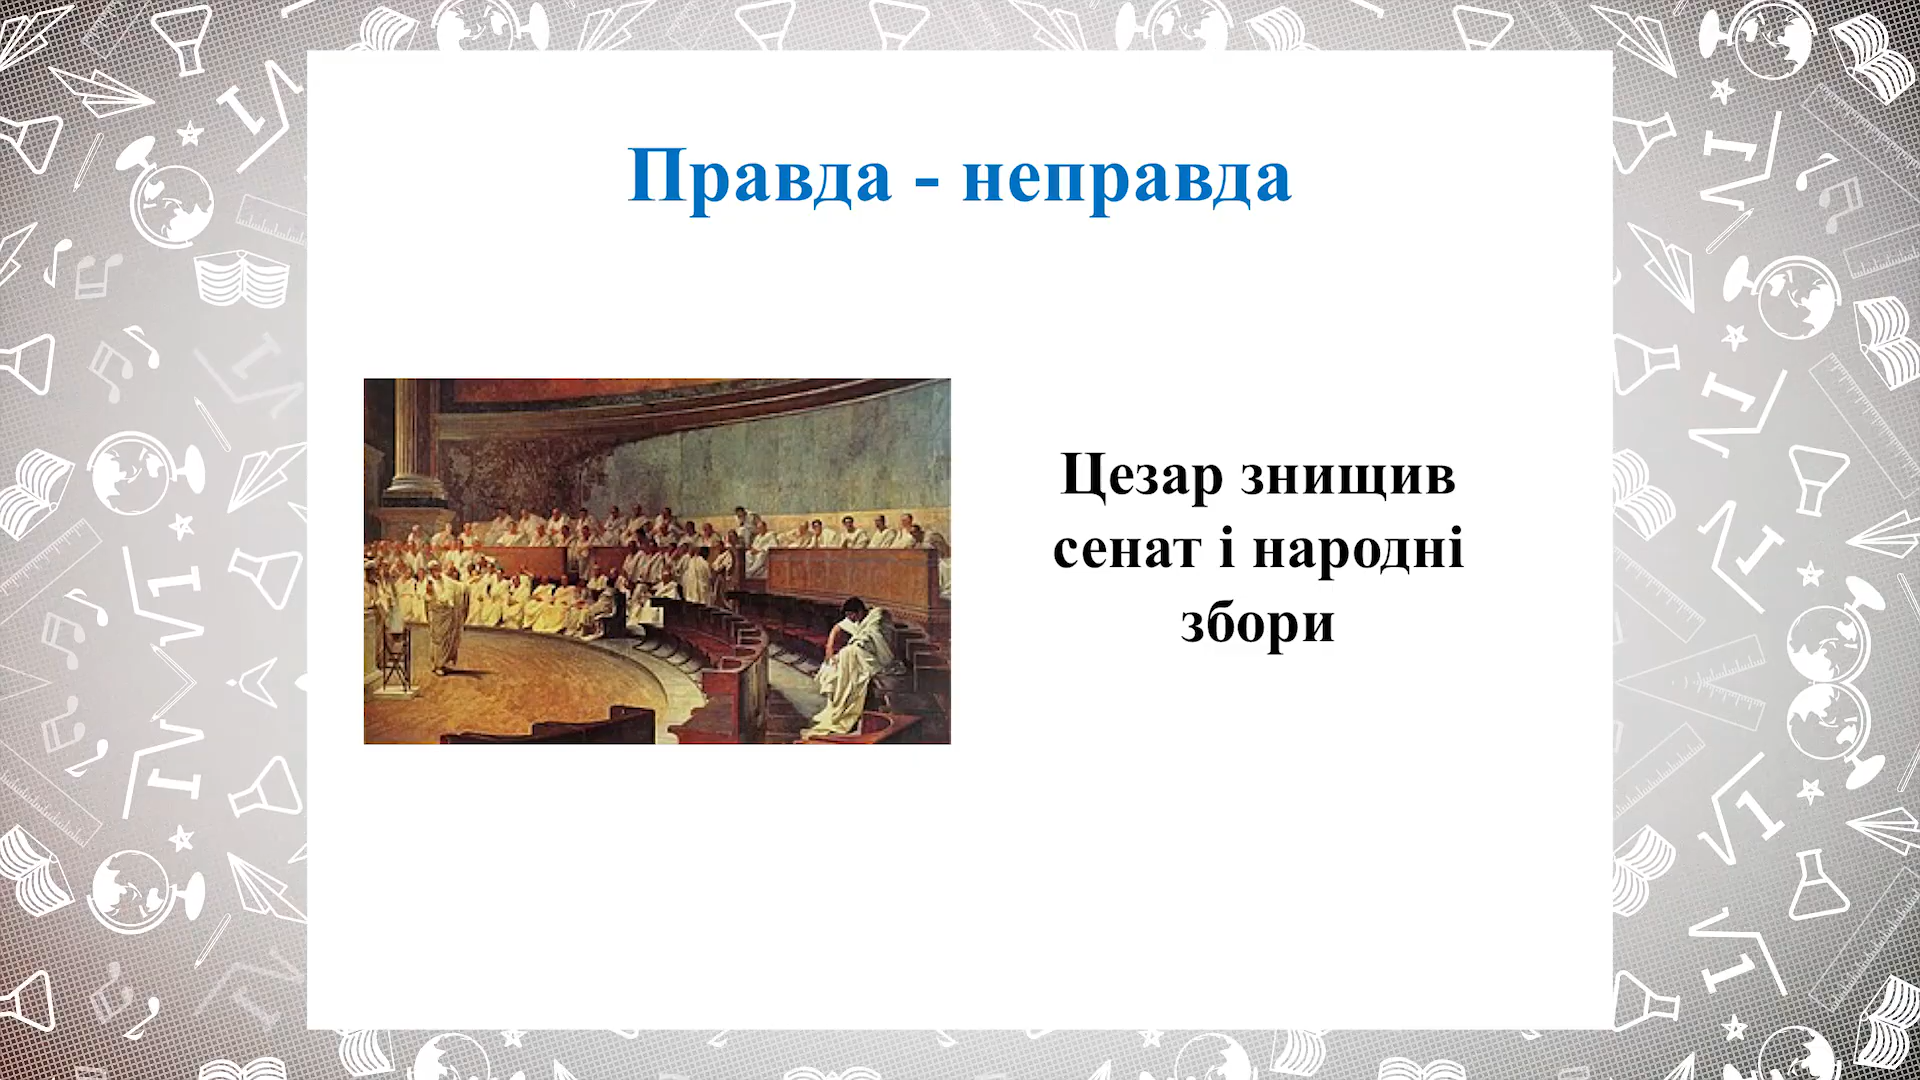 Правда - неправда
Цезар знищив
сенат і народні
збори